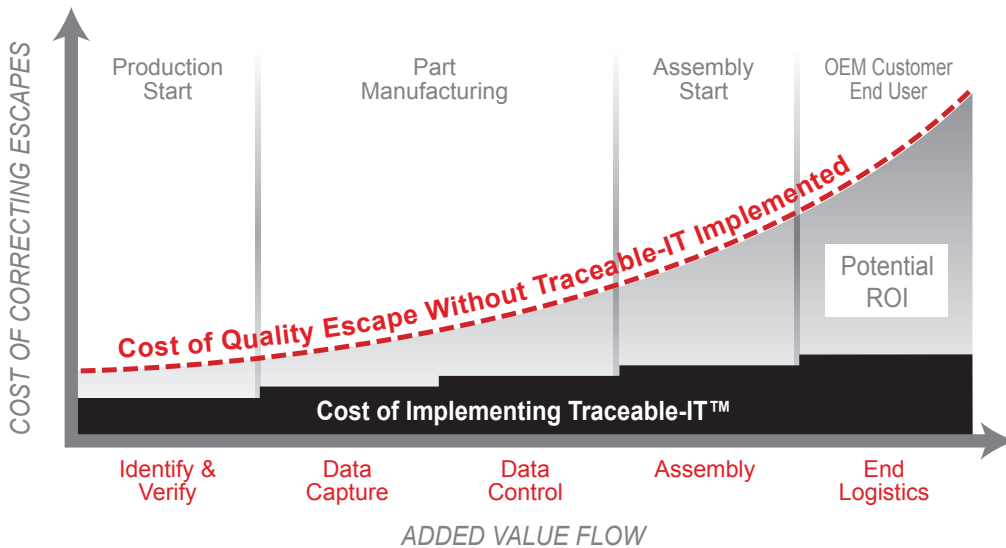 Production
Start
Part
Manufacturing
Assembly
Start
OEM Customer
End User
COST OF CORRECTING ESCAPES
Cost of Quality Escape Without Traceable-IT Implemented
Potential
ROI
Cost of Implementing Traceable-IT™
Identify &
Verify
Data
Capture
Data
Control
Assembly
End
Logistics
ADDED VALUE FLOW